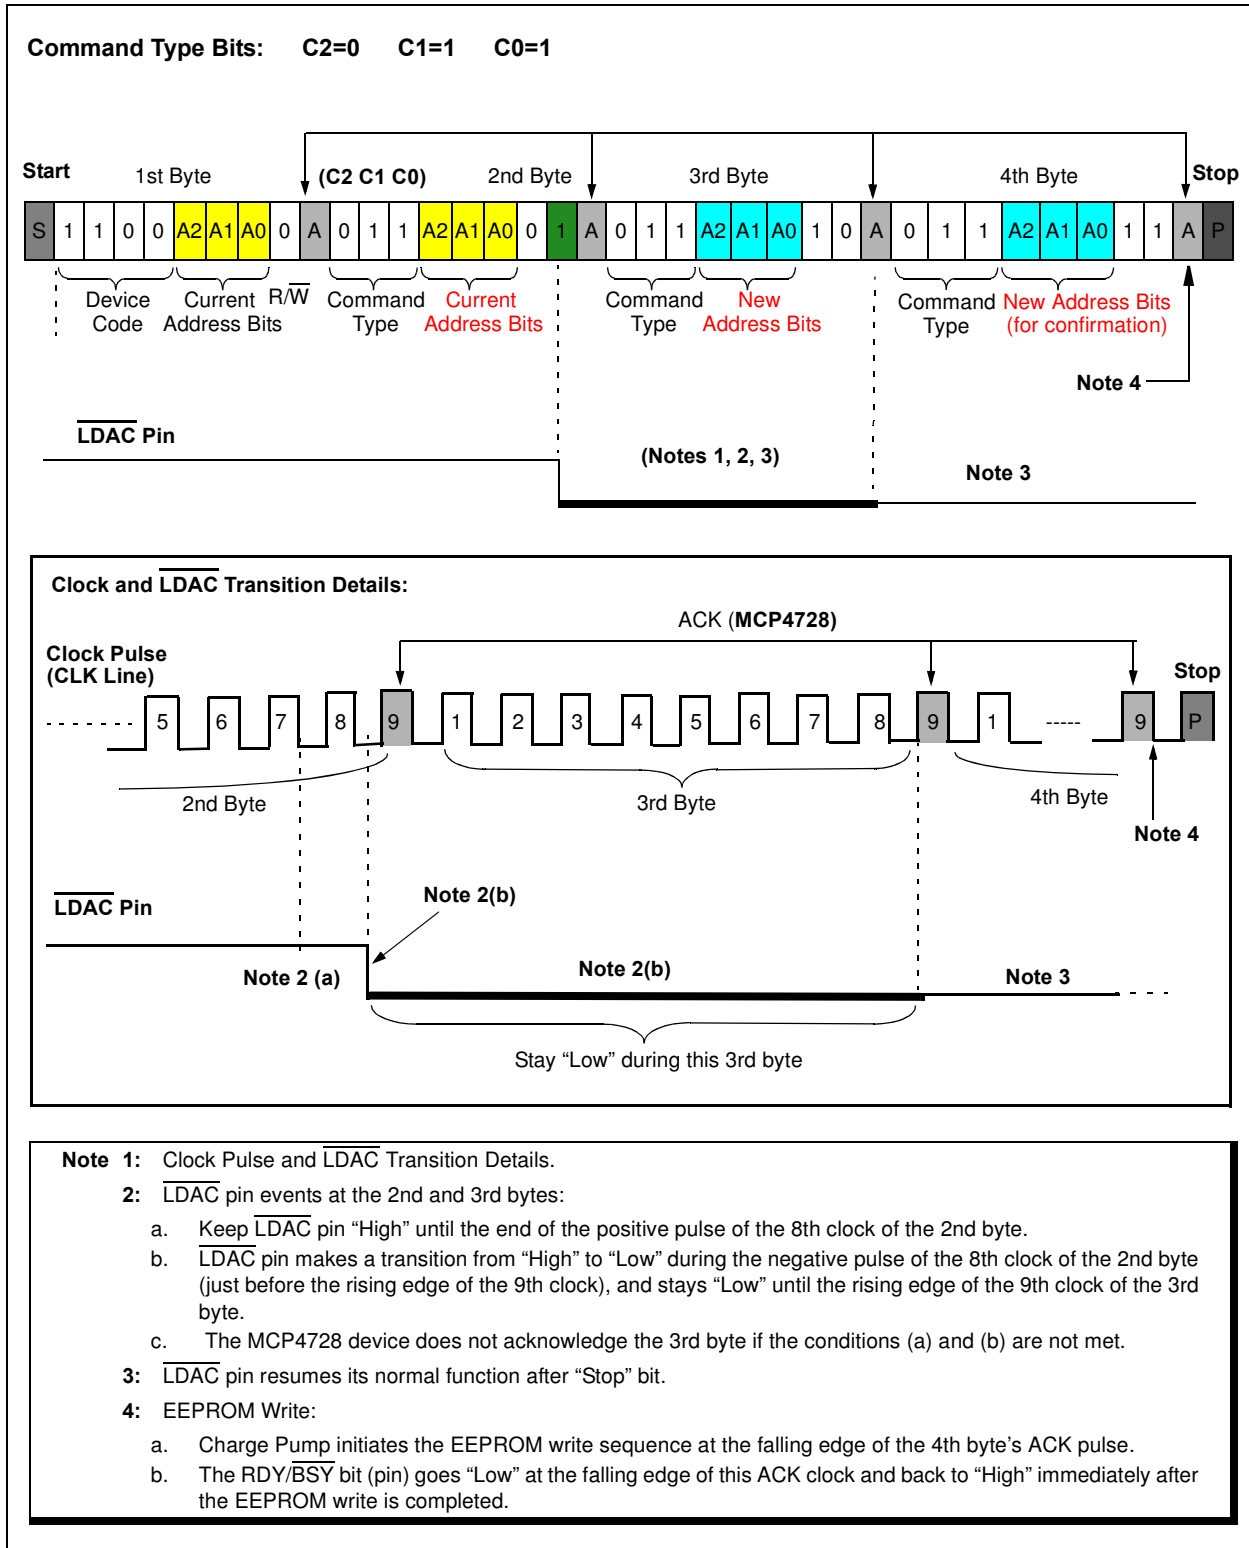 Command Type Bits: C2=0 C1=1 C0=1
Start 1st Byte (C2 C1 C0) 2nd Byte 3rd Byte 4th Byte Stop
S 1 1 0 0 A2 A1 A0 0 A 0 1 1 A2 A1 A0 0 1 A 0 1 1 A2 A1 A0 1 0 A 0 1 1 A2 A1 A0 1 1 A P
Device Code
Current Address Bits
R/W
Command Type
Current Address Bits
Command Type
New Address Bits
Command Type
New Address Bits (for confirmation)
Note 4
LDAC Pin
(Notes 1, 2, 3)
Note 3
Clock and LDAC Transition Details:
ACK (MCP4728)
Clock Pulse
(CLK Line)
Stop
5 6 7 8 9 1 2 3 4 5 6 7 8 9 1 ----- 9 P
2nd Byte 3rd Byte 4th Byte
Note 4
LDAC Pin
Note 2(b)
Note 2 (a)
Note 2(b)
Note 3
Stay “Low” during this 3rd byte
Note 1: Clock Pulse and LDAC Transition Details.
2: LDAC pin events at the 2nd and 3rd bytes:
a. Keep LDAC pin “High” until the end of the positive pulse of the 8th clock of the 2nd byte.
b. LDAC pin makes a transition from “High” to “Low” during the negative pulse of the 8th clock of the 2nd byte
(just before the rising edge of the 9th clock), and stays “Low” until the rising edge of the 9th clock of the 3rd
byte.
c. The MCP4728 device does not acknowledge the 3rd byte if the conditions (a) and (b) are not met.
3: LDAC pin resumes its normal function after “Stop” bit.
4: EEPROM Write:
a. Charge Pump initiates the EEPROM write sequence at the falling edge of the 4th byte’s ACK pulse.
b. The RDY/BSY bit (pin) goes “Low” at the falling edge of this ACK clock and back to “High” immediately after
the EEPROM write is completed.